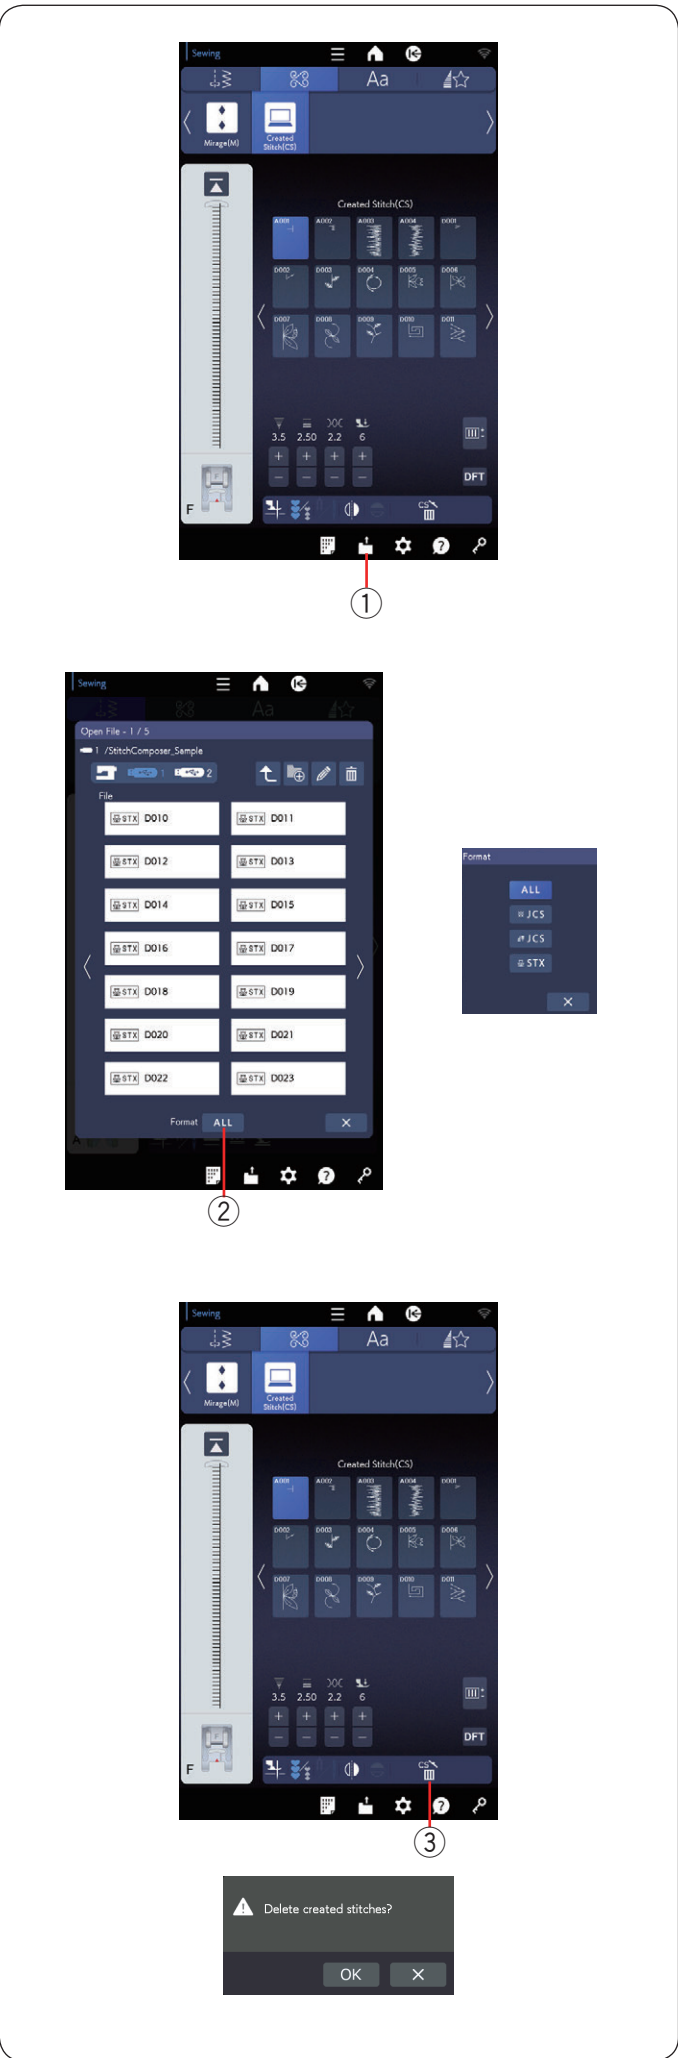 Sewing
Aa
Mirage(M)
Created
Stitch(CS)
Created Stitch(CS)
A001 A002 A003 A004 D001
D002 D003 D004 D005 D006
D007 D008 D009 D010 D011
3.5 2.50 2.2 6
+ + + +
− − − −
DFT
F
CS
1
Sewing
Aa
Open File - 1 / 5
1 /StitchComposer_Sample
1 2
File
STX D010 STX D011
STX D012 STX D013
STX D014 STX D015
STX D016 STX D017
STX D018 STX D019
STX D020 STX D021
STX D022 STX D023
Format ALL ×
A
2
Format
ALL
JCS
JCS
STX
×
Sewing
Aa
Mirage(M)
Created
Stitch(CS)
Created Stitch(CS)
A001 A002 A003 A004 D001
D002 D003 D004 D005 D006
D007 D008 D009 D010 D011
3.5 2.50 2.2 6
+ + + +
− − − −
DFT
F
CS
3
Delete created stitches?
OK ×